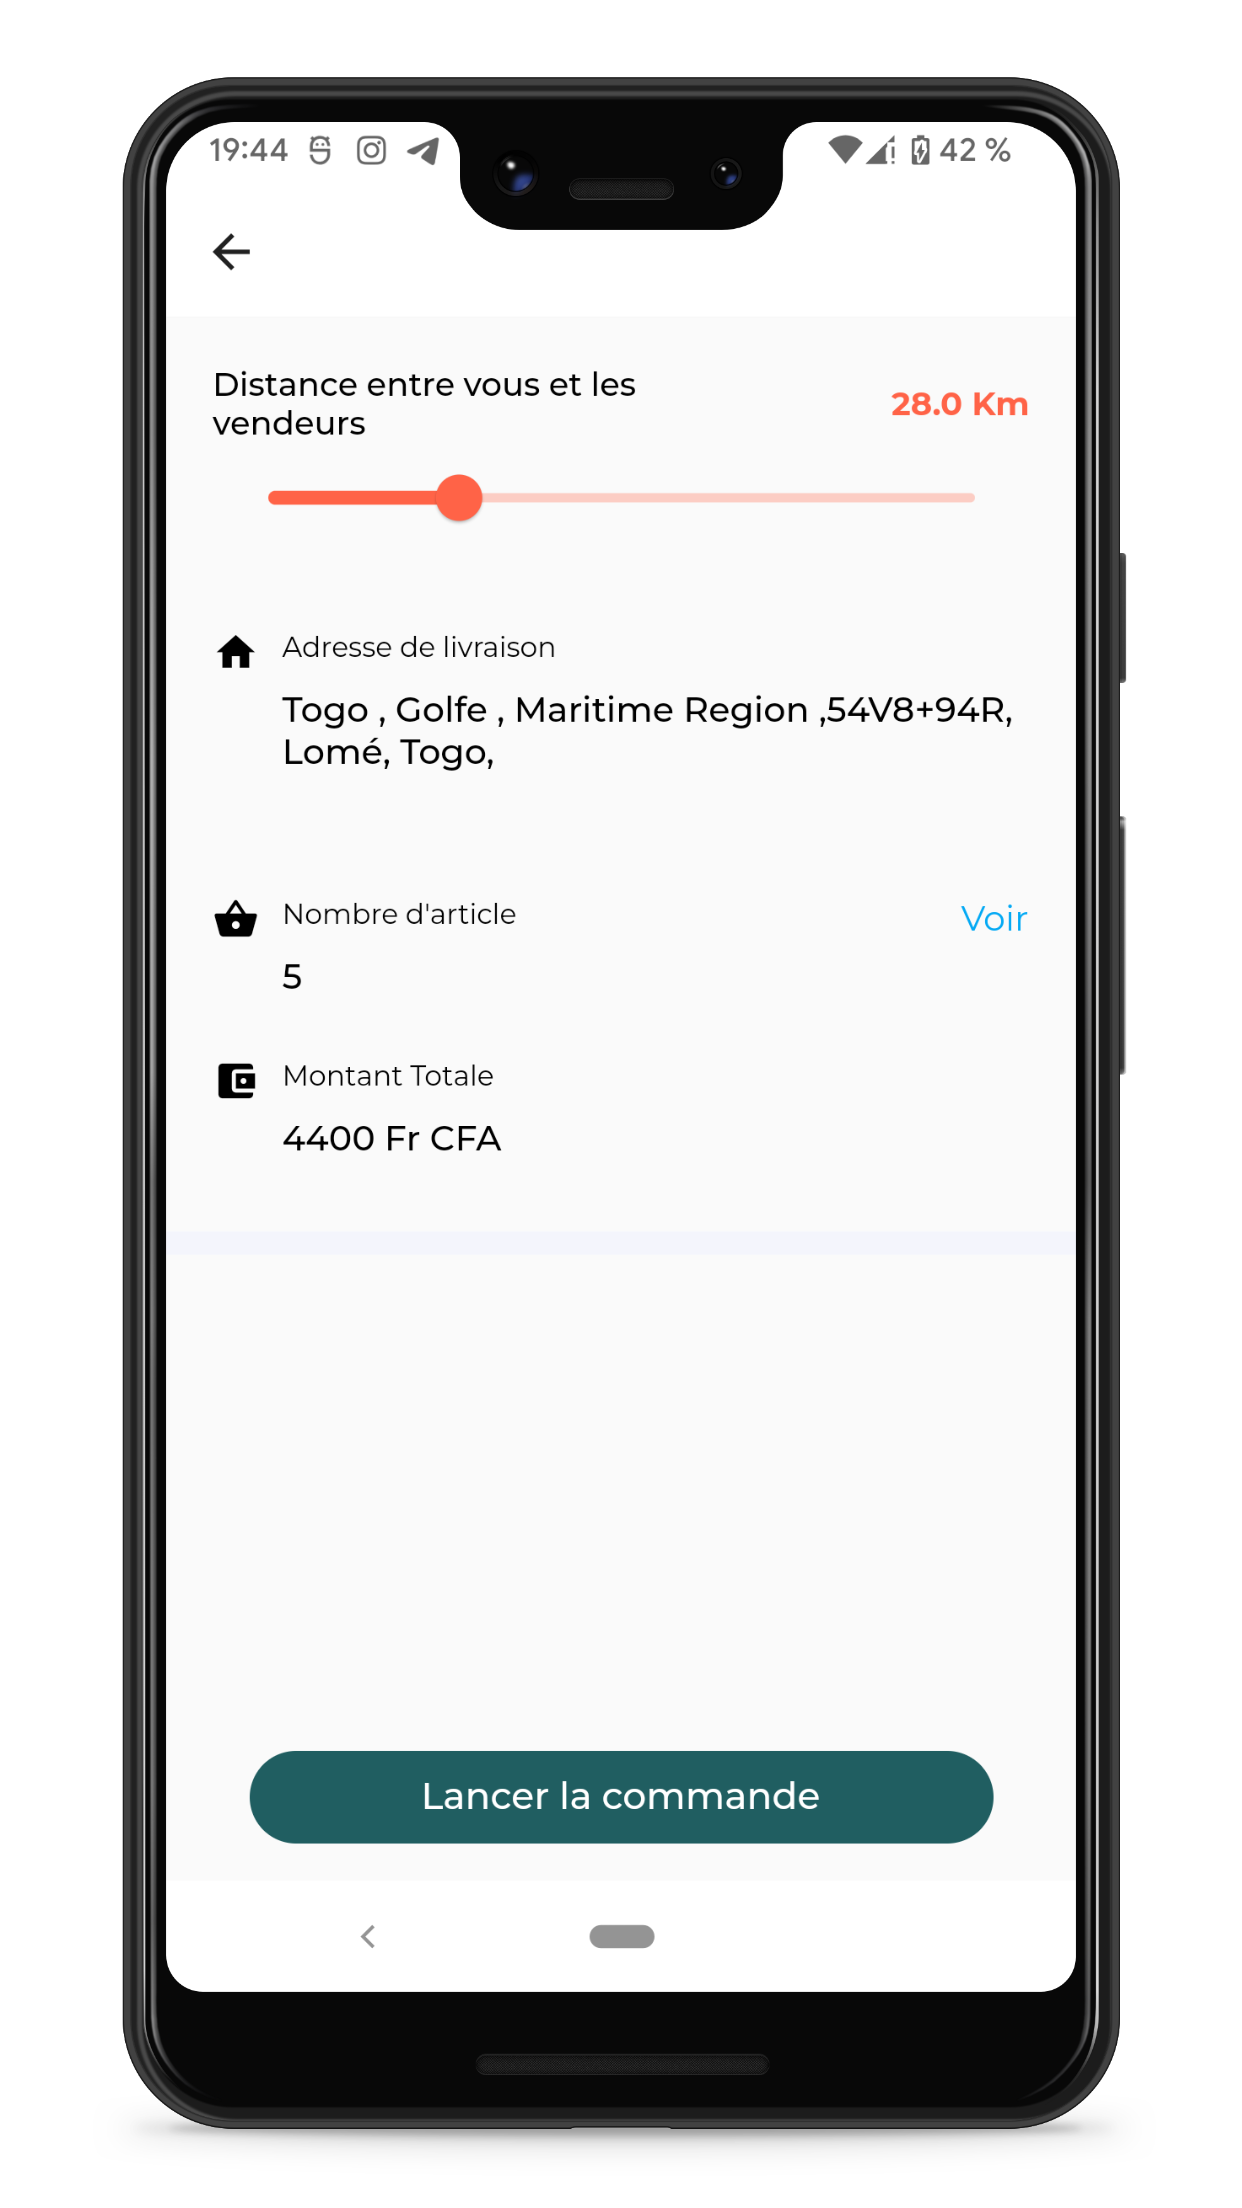 19:44
42 %
Distance entre vous et les
vendeurs
28.0 Km
Adresse de livraison
Togo , Golfe , Maritime Region ,54V8+94R,
Lomé, Togo,
Nombre d'article
Voir
5
Montant Totale
4400 Fr CFA
Lancer la commande